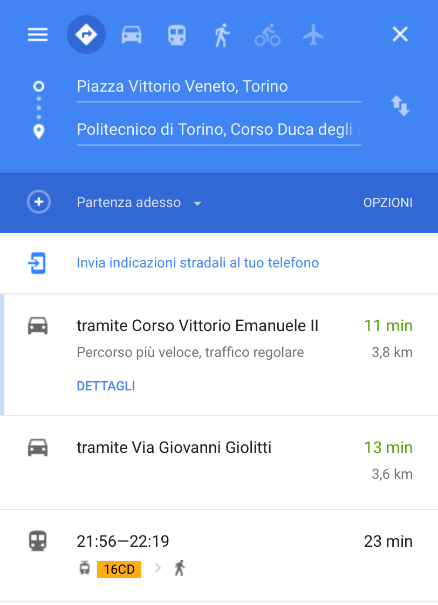 Piazza Vittorio Veneto, Torino
Politecnico di Torino, Corso Duca degli
Partenza adesso OPZIONI
Invia indicazioni stradali al tuo telefono
tramite Corso Vittorio Emanuele II 11 min
Percorso più veloce, traffico regolare 3,8 km
DETTAGLI
tramite Via Giovanni Giolitti 13 min
3,6 km
21:56—22:19 23 min
16CD